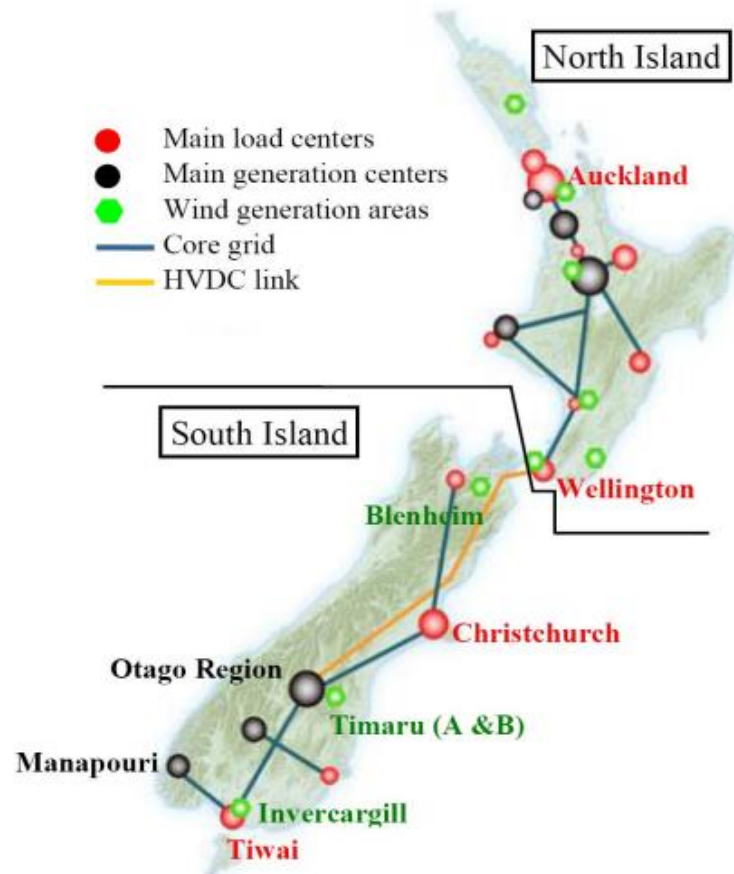 North Island
Main load centers
Main generation centers
Wind generation areas
Core grid
HVDC link
Auckland
South Island
Wellington
Blenheim
Christchurch
Otago Region
Timaru (A &B)
Manapouri
Invercargill
Tiwai